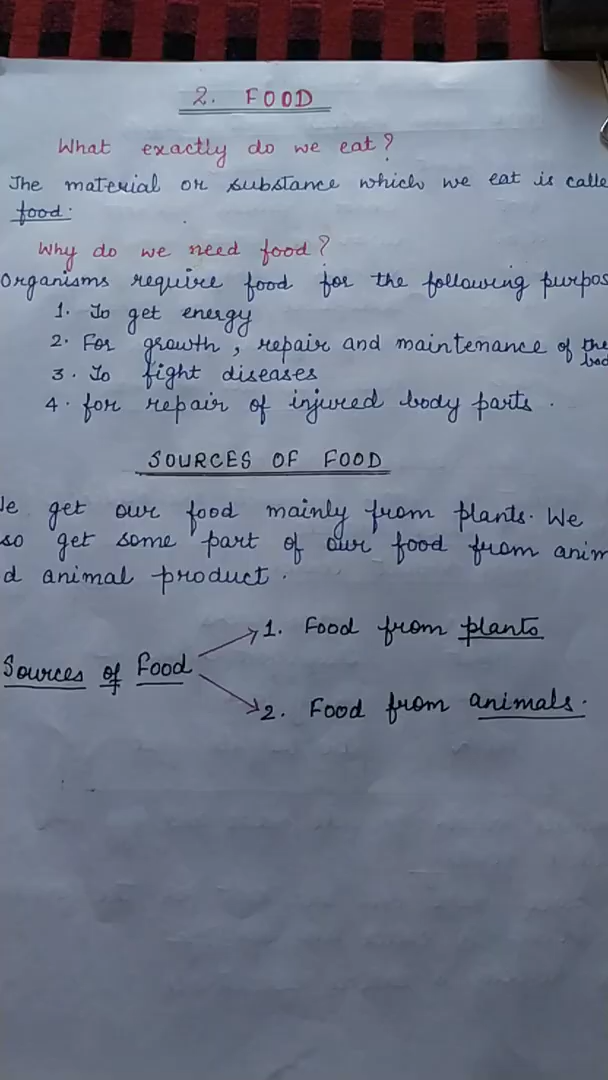 2. FOOD
What exactly do we eat?
The material or substance which we eat is calle
food.
Why do we need food?
Organisms require food for the following purpos
1. To get energy
2. For growth, repair and maintenance of the bod
3. To fight diseases
4. for repair of injured body parts.
SOURCES OF FOOD
e get our food mainly from plants. We
so get some part of our food from anim
d animal product.
Sources of Food
1. Food from plants
2. Food from animals.